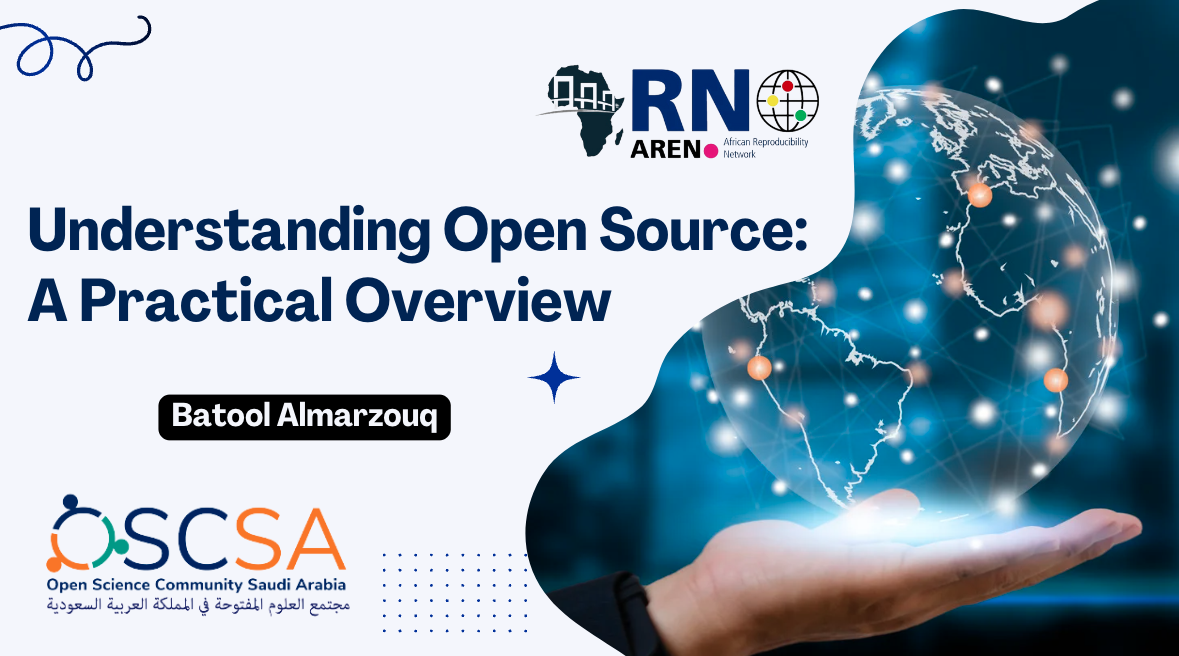 RN
AREN
African Reproducibility
Network
Understanding Open Source:
A Practical Overview
Batool Almarzouq
OSCSA
Open Science Community Saudi Arabia
مجتمع العلوم المفتوحة في المملكة العربية السعودية